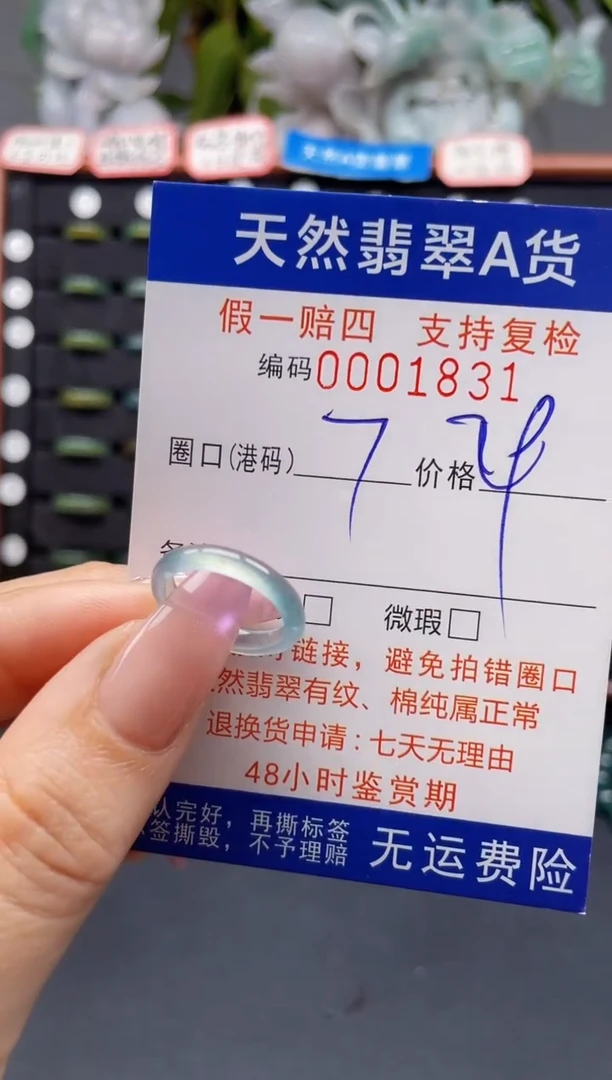 天然翡翠A货
假一赔四 支持复检
编码0001831
圈口(港码) 7 价格
微瑕□
链接，避免拍错圈口
然翡翠有纹、棉纯属正常
退换货申请：七天无理由
48小时鉴赏期
认完好，再撕标签
签撕毁，不予理赔
无运费险